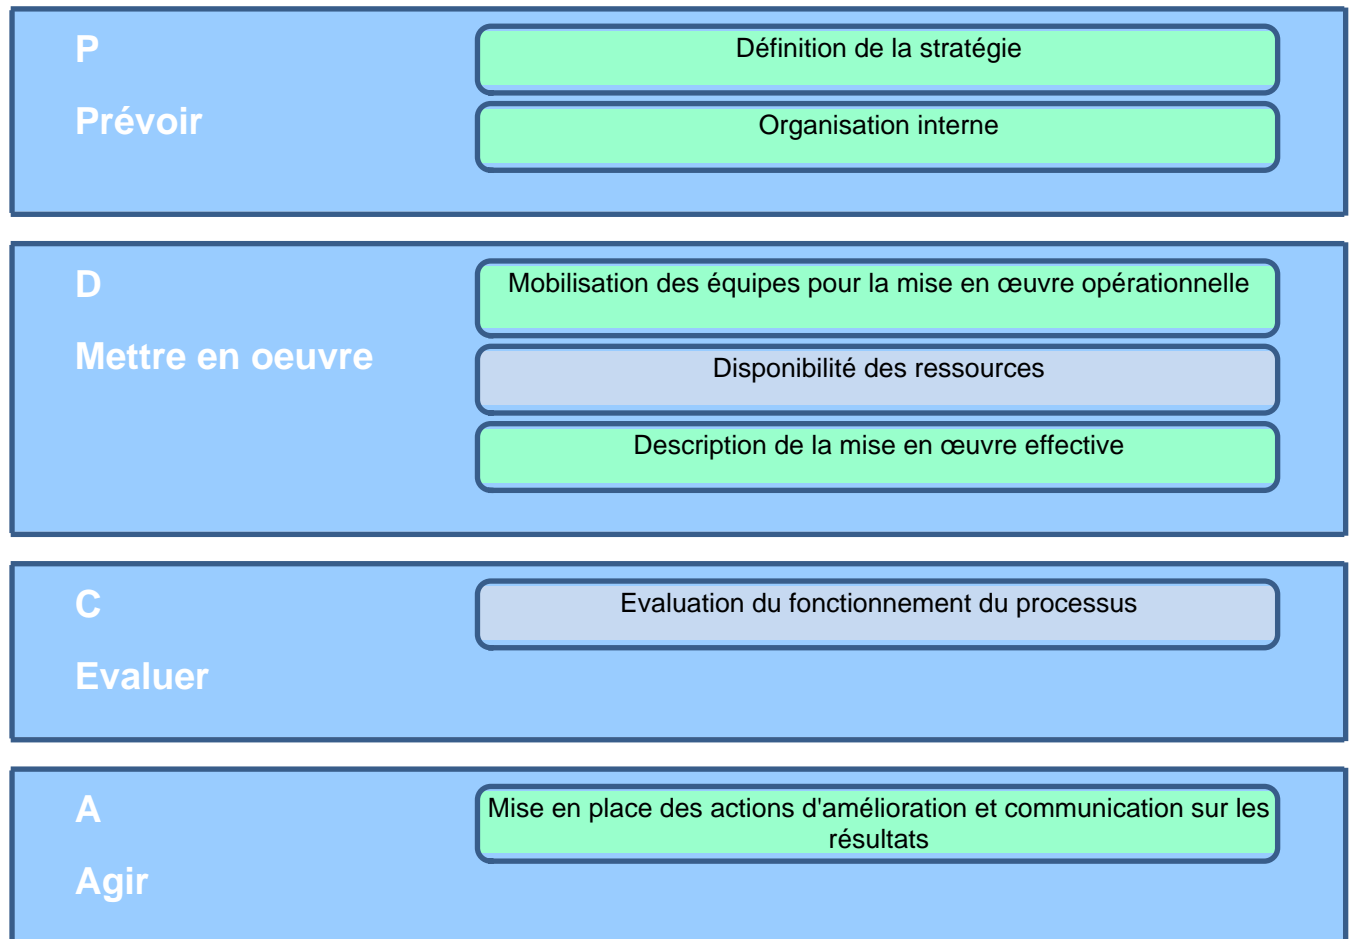 P
Définition de la stratégie
Prévoir
Organisation interne
D
Mobilisation des équipes pour la mise en œuvre opérationnelle
Mettre en oeuvre
Disponibilité des ressources
Description de la mise en œuvre effective
C
Evaluation du fonctionnement du processus
Evaluer
A
Mise en place des actions d'amélioration et communication sur les
résultats
Agir